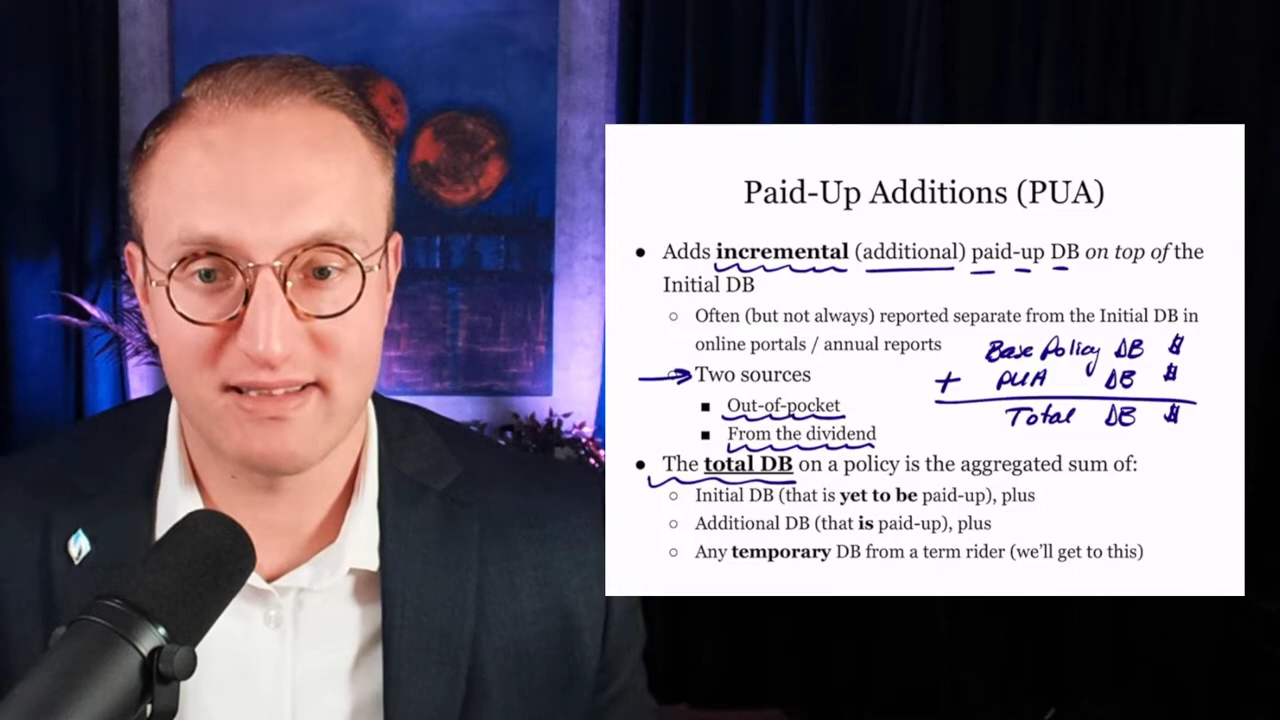 Paid-Up Additions (PUA)
● Adds incremental (additional) paid-up DB on top of the
Initial DB
○ Often (but not always) reported separate from the Initial DB in
online portals / annual reports
Base Policy DB $
○ Two sources
+ PUA DB $
■ Out-of-pocket
Total DB $
■ From the dividend
● The total DB on a policy is the aggregated sum of:
○ Initial DB (that is yet to be paid-up), plus
○ Additional DB (that is paid-up), plus
○ Any temporary DB from a term rider (we’ll get to this)